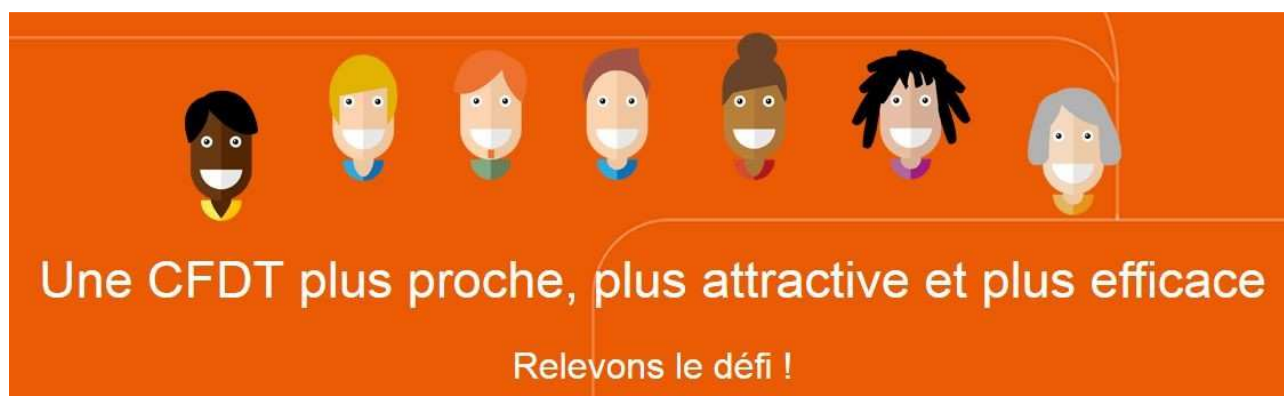 Une CFDT plus proche, plus attractive et plus efficace
Relevons le défi !